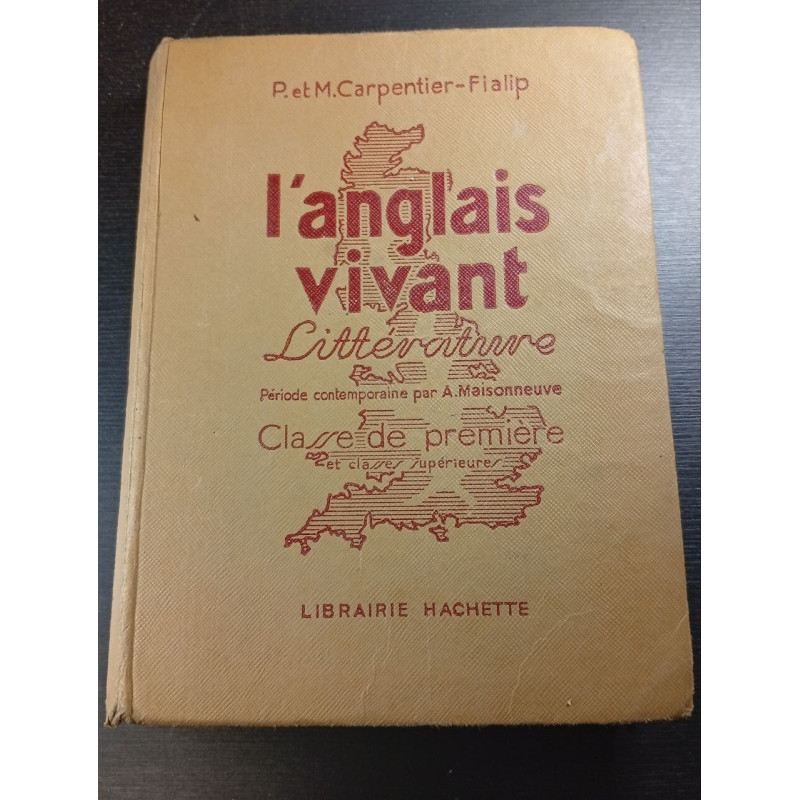 P. et M. Carpentier-Fialip
l'anglais
vivant
Littérature
Période contemporaine par A. Maisonneuve
Classe de première
et classes supérieures
LIBRAIRIE HACHETTE